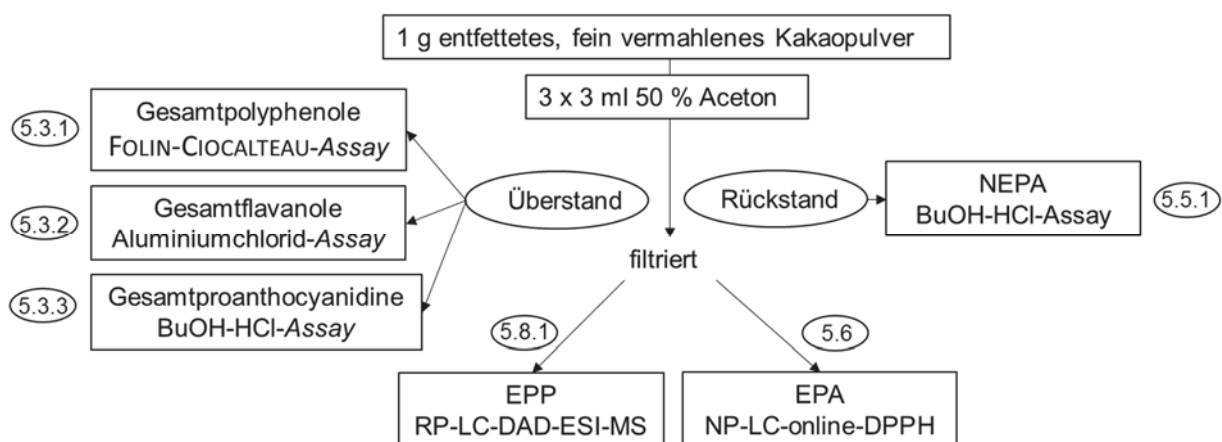 1 g entfettetes, fein vermahlenes Kakaopulver
3 x 3 ml 50 % Aceton
5.3.1
Gesamtpolyphenole
FOLIN-CIOCALTEAU-Assay
5.3.2
Gesamtflavanole
Aluminiumchlorid-Assay
5.3.3
Gesamtproanthocyanidine
BuOH-HCl-Assay
Überstand
Rückstand
NEPA
BuOH-HCl-Assay
5.5.1
filtriert
5.8.1
5.6
EPP
RP-LC-DAD-ESI-MS
EPA
NP-LC-online-DPPH